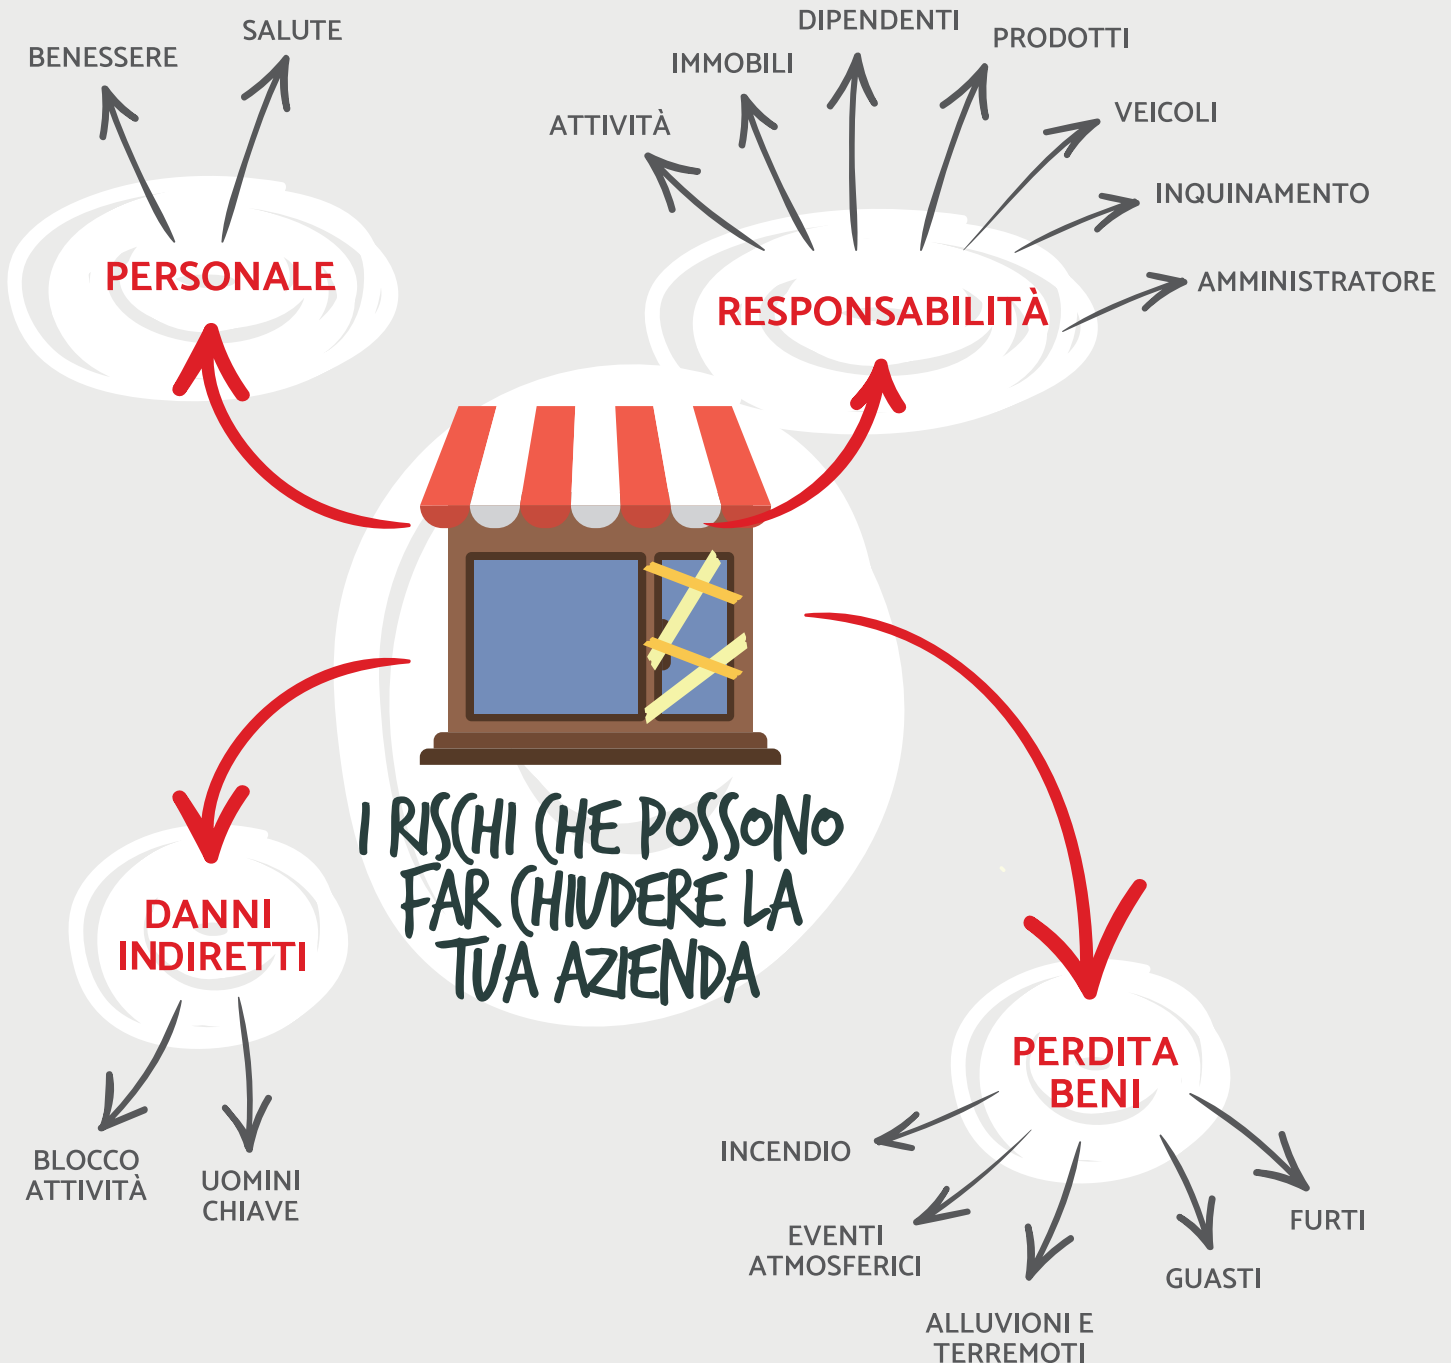 BENESSERE
SALUTE
PERSONALE
ATTIVITÀ
IMMOBILI
DIPENDENTI
PRODOTTI
VEICOLI
INQUINAMENTO
AMMINISTRATORE
RESPONSABILITÀ
I RISCHI CHE POSSONO
FAR CHIUDERE LA
TUA AZIENDA
DANNI
INDIRETTI
BLOCCO
ATTIVITÀ
UOMINI
CHIAVE
PERDITA
BENI
INCENDIO
EVENTI
ATMOSFERICI
ALLUVIONI E
TERREMOTI
GUASTI
FURTI